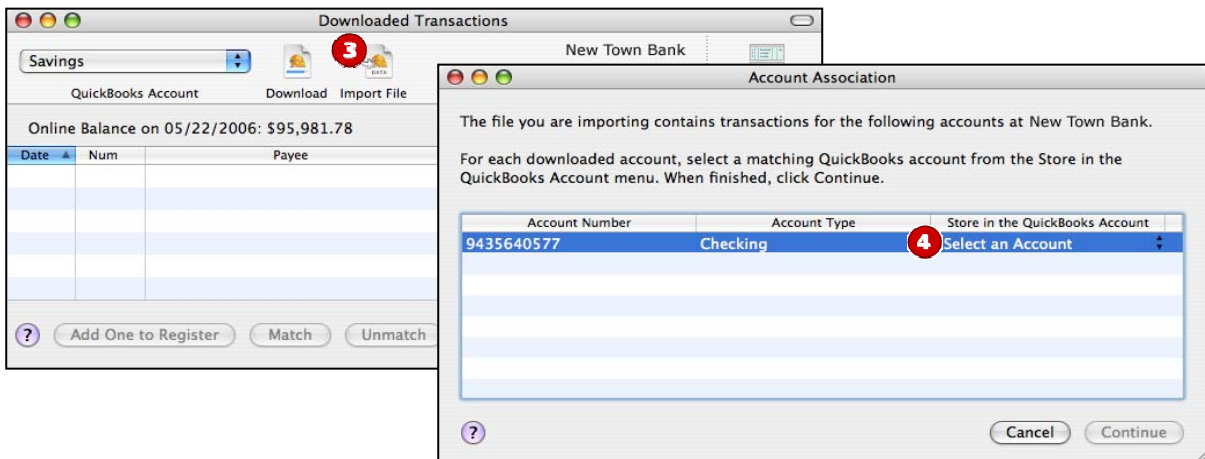 Downloaded Transactions
Savings
3
DATA
New Town Bank
QuickBooks Account
Download
Import File
Online Balance on 05/22/2006: $95,981.78
Date
Num
Payee
? Add One to Register Match Unmatch
Account Association
The file you are importing contains transactions for the following accounts at New Town Bank.
For each downloaded account, select a matching QuickBooks account from the Store in the
QuickBooks Account menu. When finished, click Continue.
Account Number Account Type Store in the QuickBooks Account
9435640577 Checking 4 Select an Account
? Cancel Continue